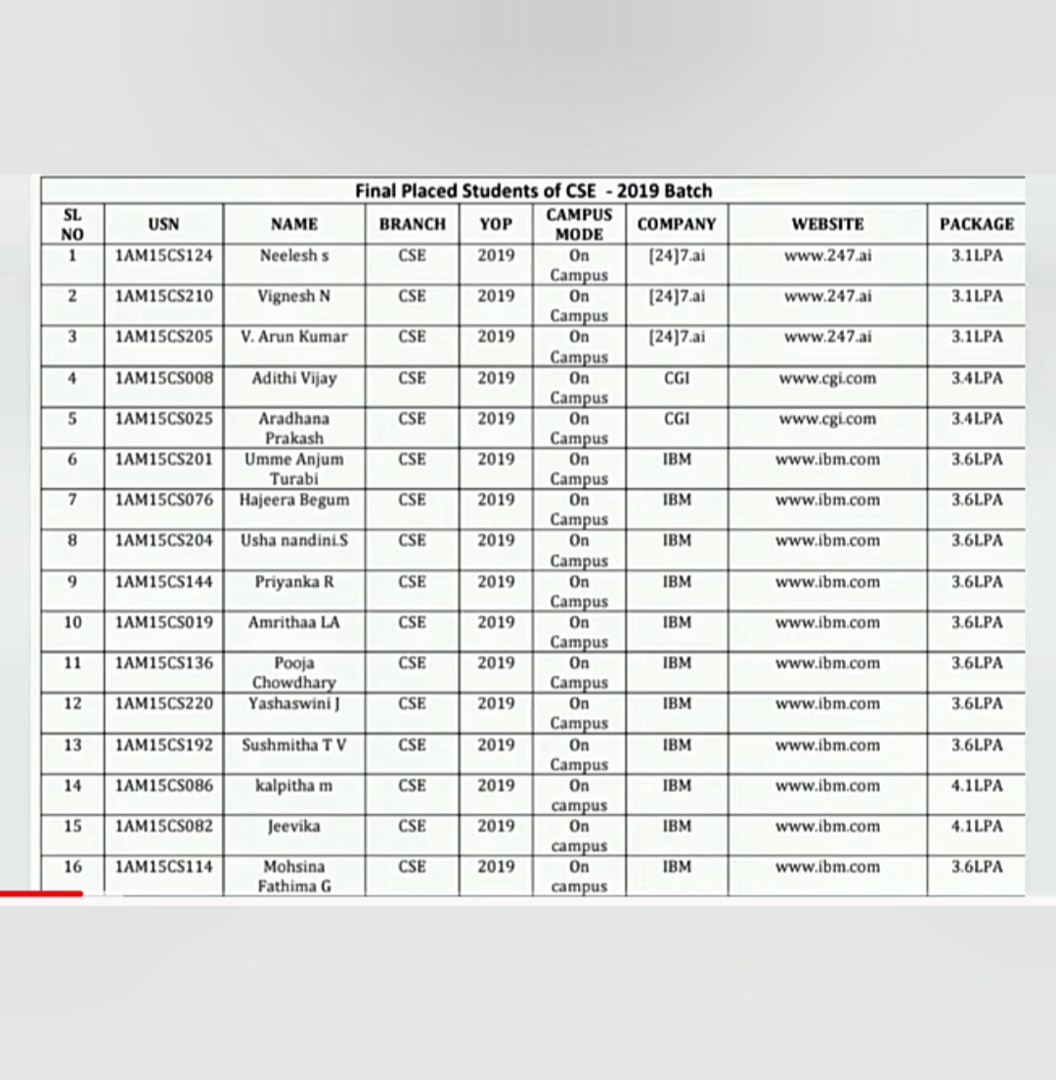 Final Placed Students of CSE - 2019 Batch
SL NO USN NAME BRANCH YOP CAMPUS MODE COMPANY WEBSITE PACKAGE
1 1AM15CS124 Neelesh s CSE 2019 On Campus [24]7.ai www.247.ai 3.1LPA
2 1AM15CS210 Vignesh N CSE 2019 On Campus [24]7.ai www.247.ai 3.1LPA
3 1AM15CS205 V. Arun Kumar CSE 2019 On Campus [24]7.ai www.247.ai 3.1LPA
4 1AM15CS008 Adithi Vijay CSE 2019 On Campus CGI www.cgi.com 3.4LPA
5 1AM15CS025 Aradhana Prakash CSE 2019 On Campus CGI www.cgi.com 3.4LPA
6 1AM15CS201 Umme Anjum Turabi CSE 2019 On Campus IBM www.ibm.com 3.6LPA
7 1AM15CS076 Hajeera Begum CSE 2019 On Campus IBM www.ibm.com 3.6LPA
8 1AM15CS204 Usha nandini.S CSE 2019 On Campus IBM www.ibm.com 3.6LPA
9 1AM15CS144 Priyanka R CSE 2019 On Campus IBM www.ibm.com 3.6LPA
10 1AM15CS019 Amrithaa LA CSE 2019 On Campus IBM www.ibm.com 3.6LPA
11 1AM15CS136 Pooja Chowdhary CSE 2019 On Campus IBM www.ibm.com 3.6LPA
12 1AM15CS220 Yashaswini J CSE 2019 On Campus IBM www.ibm.com 3.6LPA
13 1AM15CS192 Sushmitha T V CSE 2019 On Campus IBM www.ibm.com 3.6LPA
14 1AM15CS086 kalpitha m CSE 2019 On campus IBM www.ibm.com 4.1LPA
15 1AM15CS082 Jeevika CSE 2019 On campus IBM www.ibm.com 4.1LPA
16 1AM15CS114 Mohsina Fathima G CSE 2019 On campus IBM www.ibm.com 3.6LPA